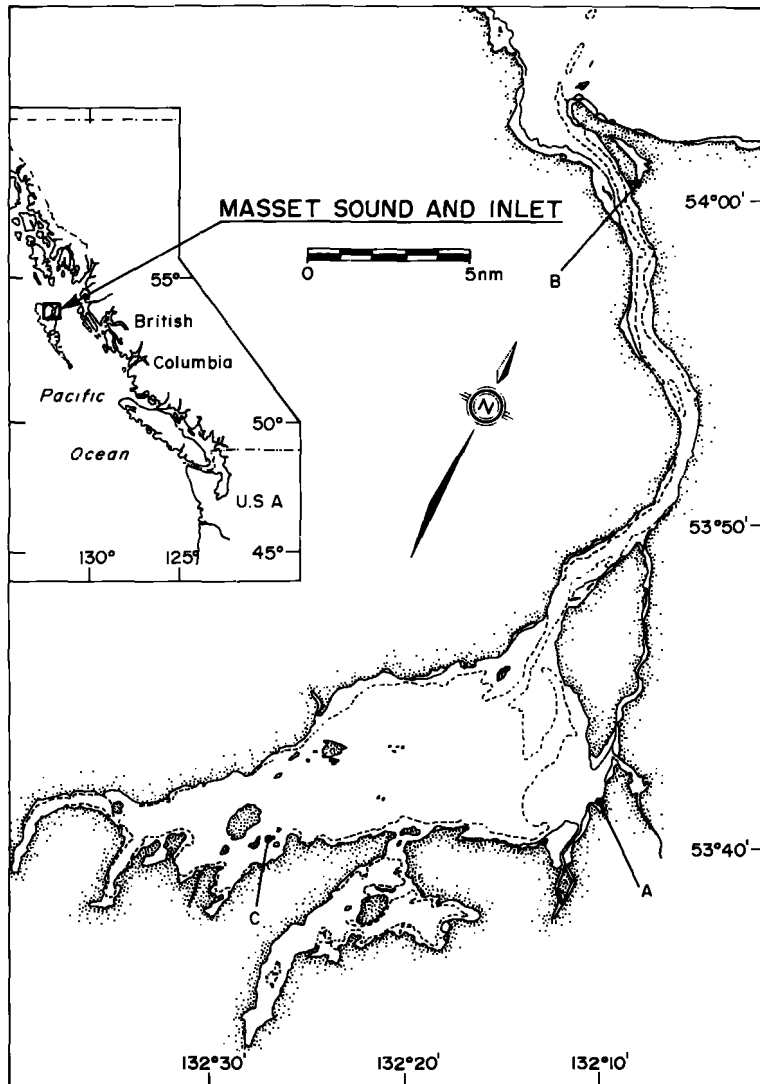 MASSET SOUND AND INLET
0 5nm
54°00'
B
55°
British
Columbia
Pacific
Ocean
50°
N
U.S A
53°50'
130° 125° 45°
53°40'
C
A
132°30' 132°20' 132°10'